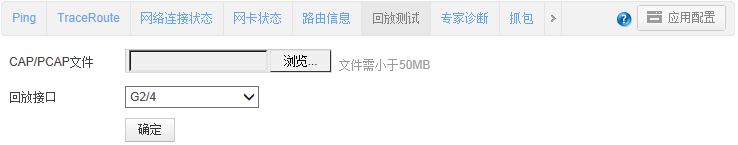 Ping TraceRoute 网络连接状态 网卡状态 路由信息 回放测试 专家诊断 抓包 > ? 应用配置
CAP/PCAP文件 浏览... 文件需小于50MB
回放接口 G2/4
确定